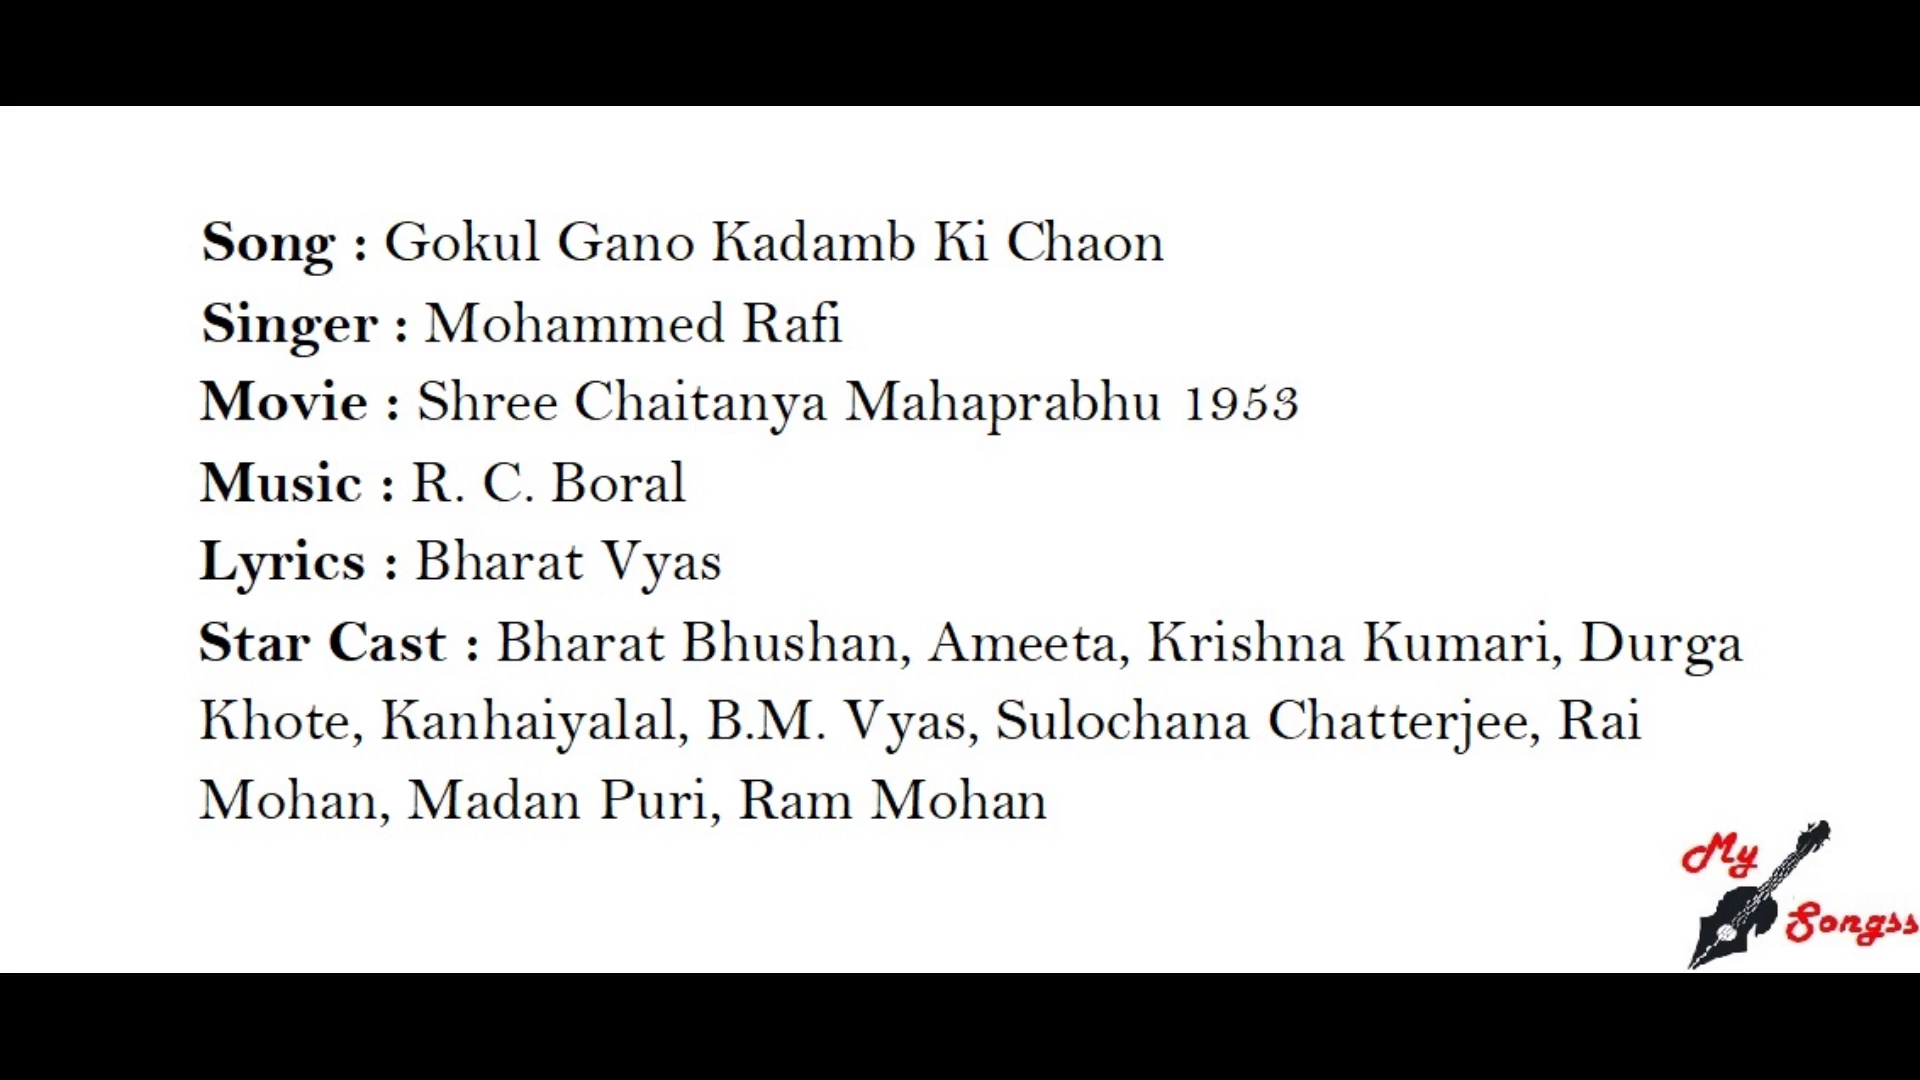 Song : Gokul Gano Kadamb Ki Chaon
Singer : Mohammed Rafi
Movie : Shree Chaitanya Mahaprabhu 1953
Music : R. C. Boral
Lyrics : Bharat Vyas
Star Cast : Bharat Bhushan, Ameeta, Krishna Kumari, Durga
Khote, Kanhaiyalal, B.M. Vyas, Sulochana Chatterjee, Rai
Mohan, Madan Puri, Ram Mohan
My
Songss